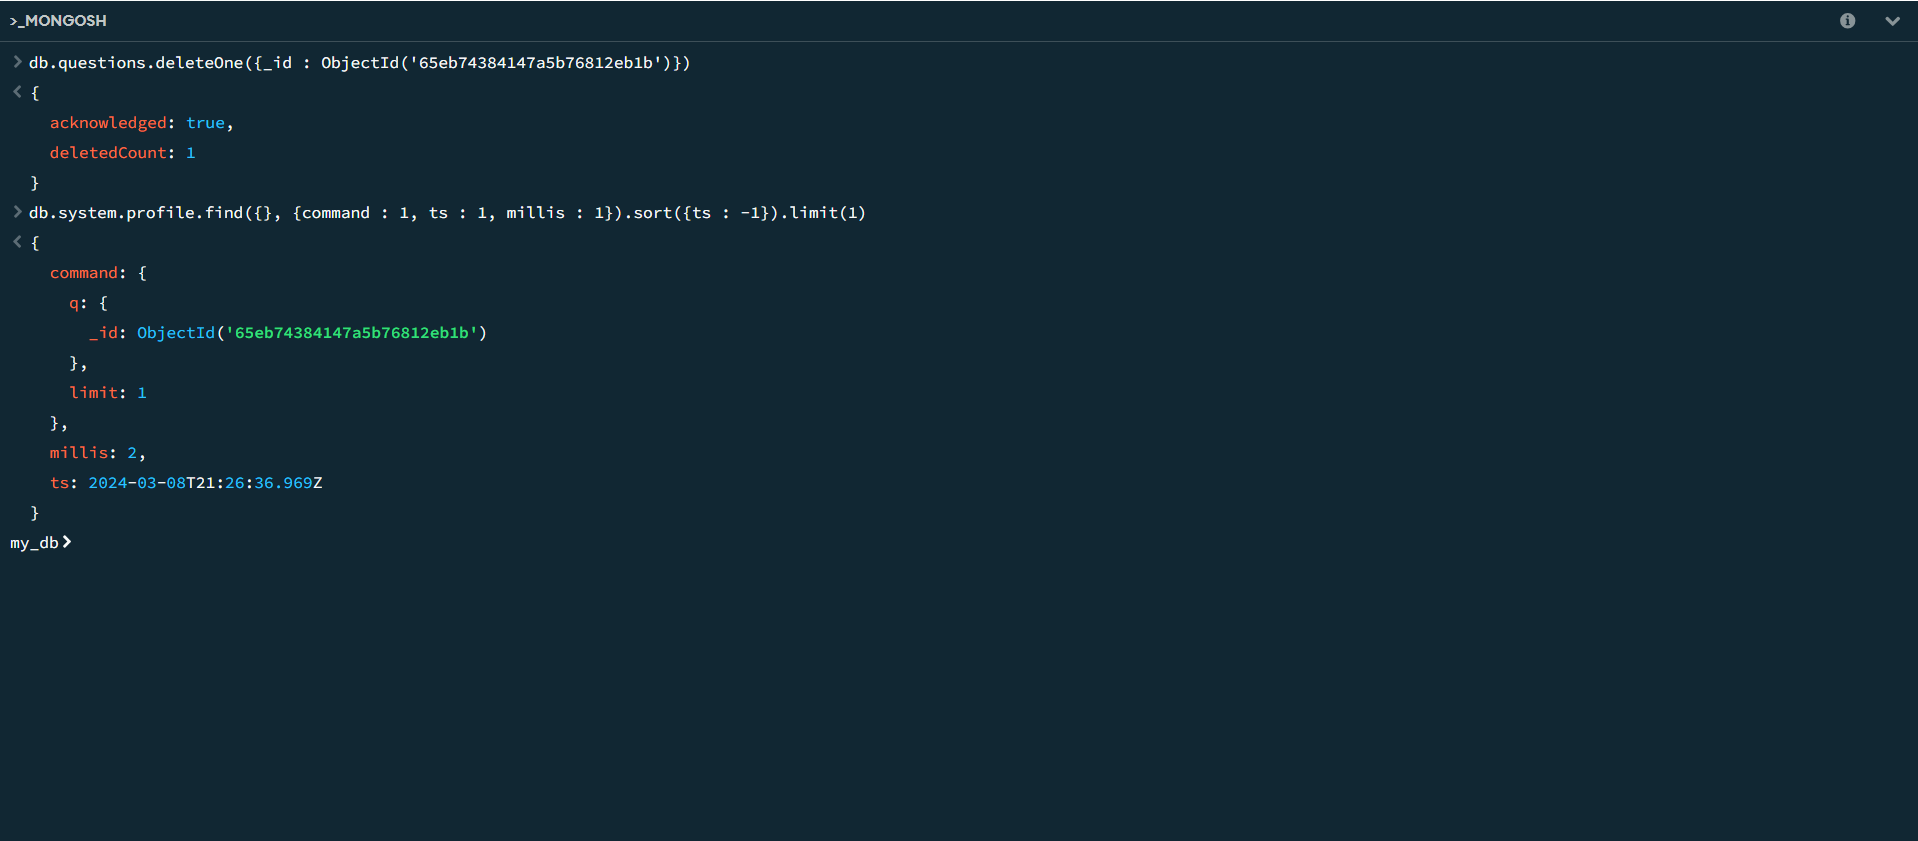 >_MONGOSH
> db.questions.deleteOne({_id : ObjectId('65eb74384147a5b76812eb1b')})
< {
acknowledged: true,
deletedCount: 1
}
> db.system.profile.find({}, {command : 1, ts : 1, millis : 1}).sort({ts : -1}).limit(1)
< {
command: {
q: {
_id: ObjectId('65eb74384147a5b76812eb1b')
},
limit: 1
},
millis: 2,
ts: 2024-03-08T21:26:36.969Z
}
my_db>